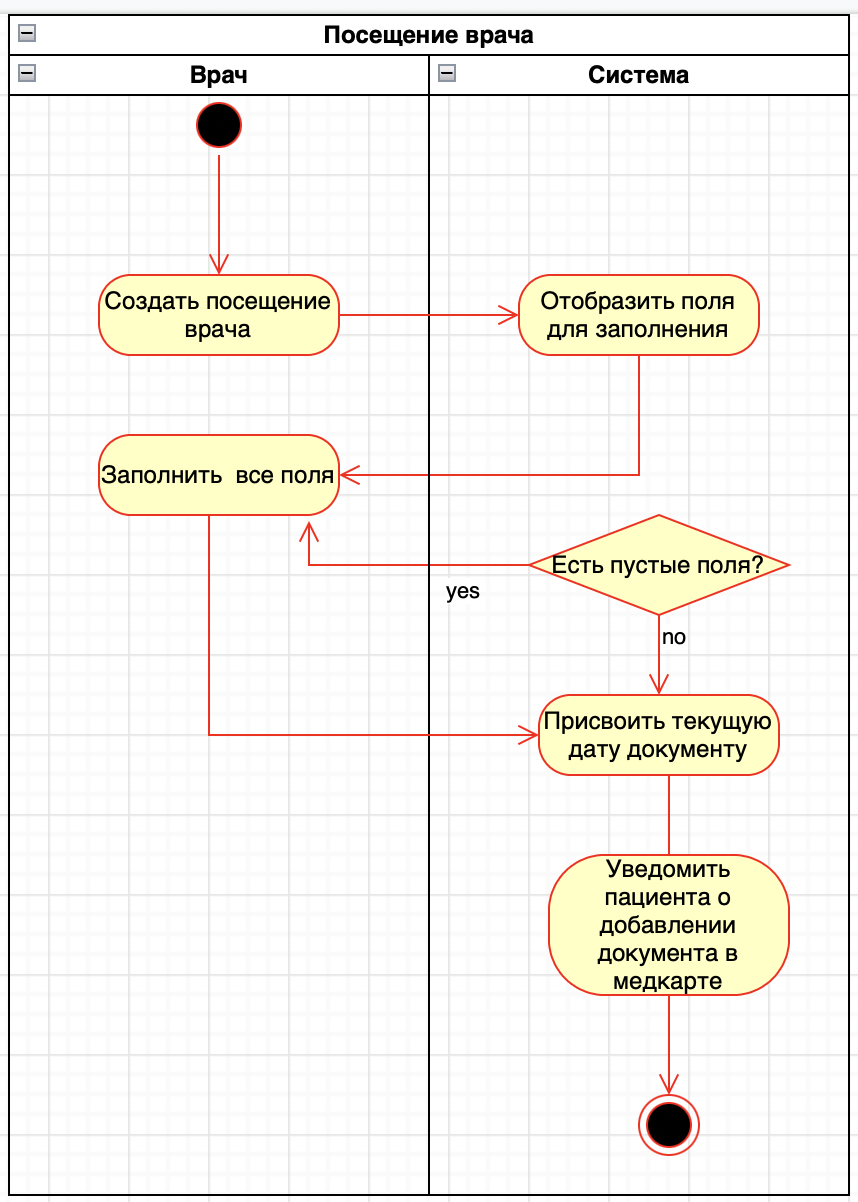 Посещение врача
Врач
Система
Создать посещение
врача
Отобразить поля
для заполнения
Заполнить  все поля
Есть пустые поля?
yes
no
Присвоить текущую
дату документу
Уведомить
пациента о
добавлении
документа в
медкарте